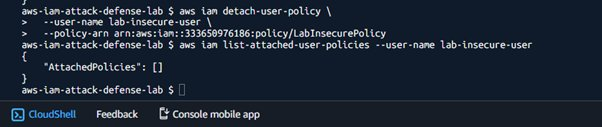 aws-iam-attack-defense-lab $ aws iam detach-user-policy \
>   --user-name lab-insecure-user \
>   --policy-arn arn:aws:iam::333650976186:policy/LabInsecurePolicy
aws-iam-attack-defense-lab $ aws iam list-attached-user-policies --user-name lab-insecure-user
{
    "AttachedPolicies": []
}
aws-iam-attack-defense-lab $
CloudShell Feedback Console mobile app